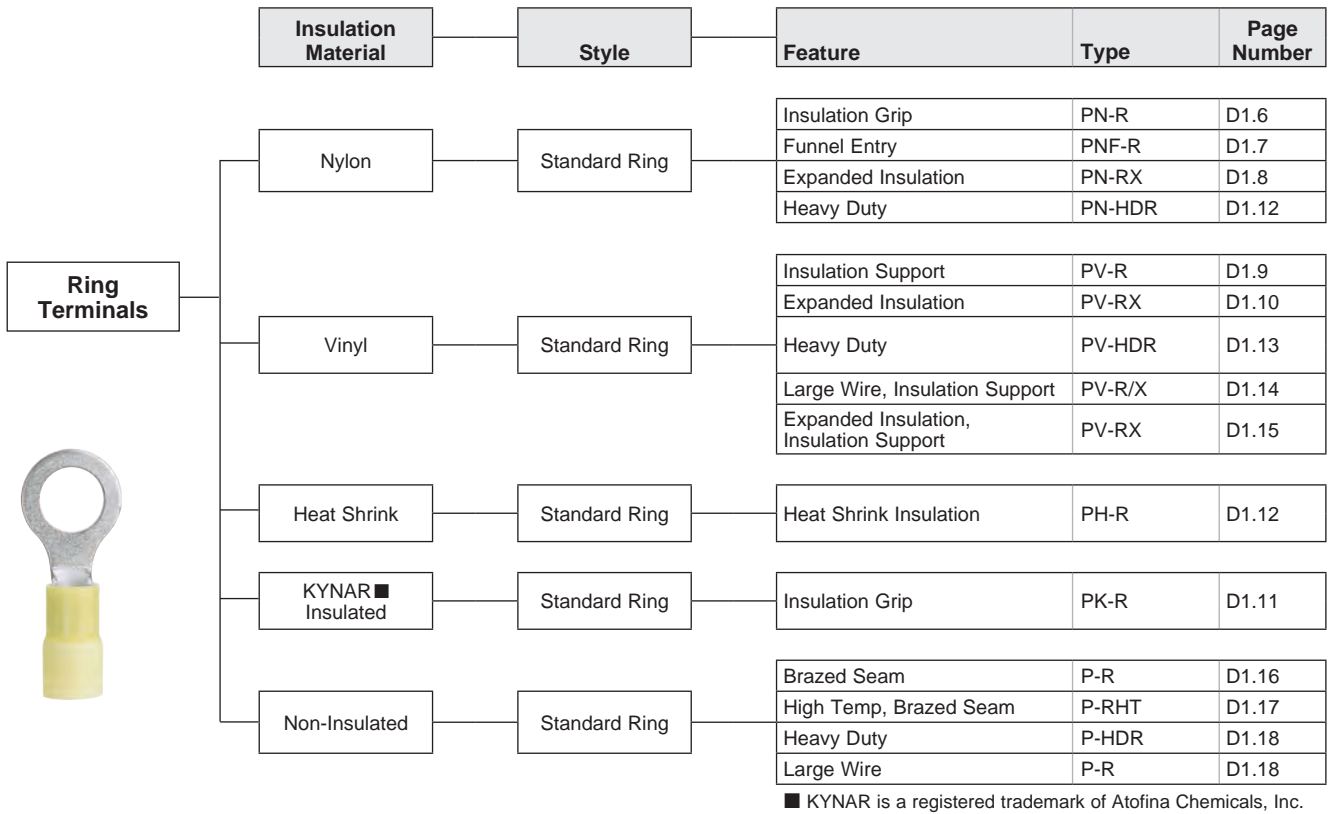 Insulation
Material
Style
Feature
Type
Page
Number
Ring
Terminals
Nylon
Standard Ring
Insulation Grip PN-R D1.6
Funnel Entry PNF-R D1.7
Expanded Insulation PN-RX D1.8
Heavy Duty PN-HDR D1.12
Vinyl
Standard Ring
Insulation Support PV-R D1.9
Expanded Insulation PV-RX D1.10
Heavy Duty PV-HDR D1.13
Large Wire, Insulation Support PV-R/X D1.14
Expanded Insulation,
Insulation Support PV-RX D1.15
Heat Shrink
Standard Ring
Heat Shrink Insulation PH-R D1.12
KYNAR■
Insulated
Standard Ring
Insulation Grip PK-R D1.11
Non-Insulated
Standard Ring
Brazed Seam P-R D1.16
High Temp, Brazed Seam P-RHT D1.17
Heavy Duty P-HDR D1.18
Large Wire P-R D1.18
■ KYNAR is a registered trademark of Atofina Chemicals, Inc.